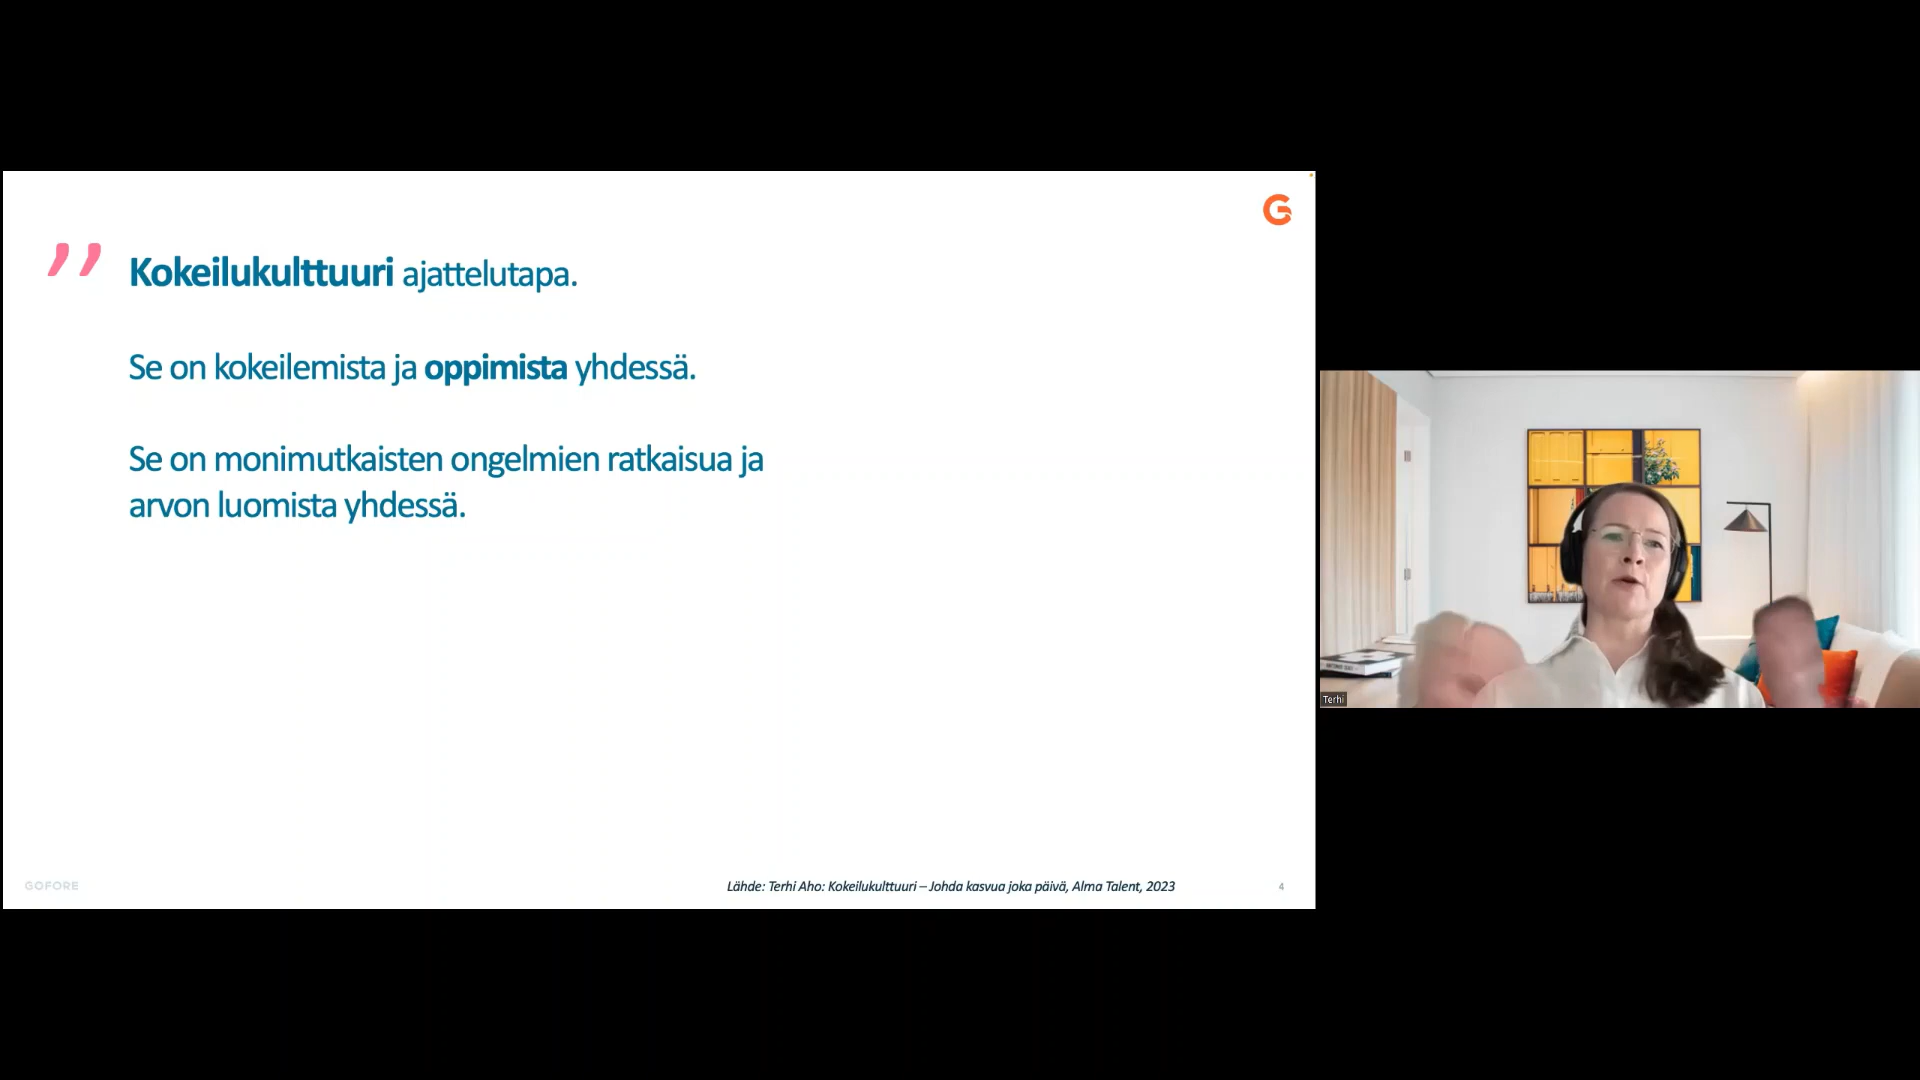 ” Kokeilukulttuuri ajattelutapa.
Se on kokeilemista ja oppimista yhdessä.
Se on monimutkaisten ongelmien ratkaisua ja
arvon luomista yhdessä.
GOFORE
Lähde: Terhi Aho: Kokeilukulttuuri – Johda kasvua joka päivä, Alma Talent, 2023
4
Terhi